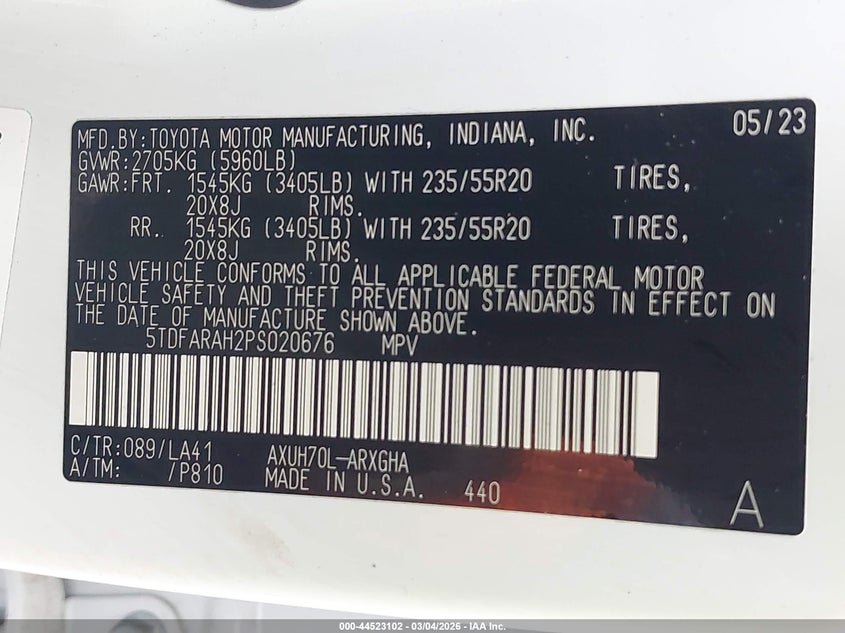 MFD.BY:TOYOTA MOTOR MANUFACTURING, INDIANA, INC. 05/23
GVWR:2705KG (5960LB)
GAWR:FRT. 1545KG (3405LB) WITH 235/55R20 TIRES,
20X8J RIMS.
RR. 1545KG (3405LB) WITH 235/55R20 TIRES,
20X8J RIMS.
THIS VEHICLE CONFORMS TO ALL APPLICABLE FEDERAL MOTOR
VEHICLE SAFETY AND THEFT PREVENTION STANDARDS IN EFFECT ON
THE DATE OF MANUFACTURE SHOWN ABOVE.
5TDFARAH2PS020676 MPV
C/TR:089/LA41 AXUH70L-ARXGHA
A/TM: /P810 MADE IN U.S.A. 440
A
000-44523102 - 03/04/2026 - IAA Inc.